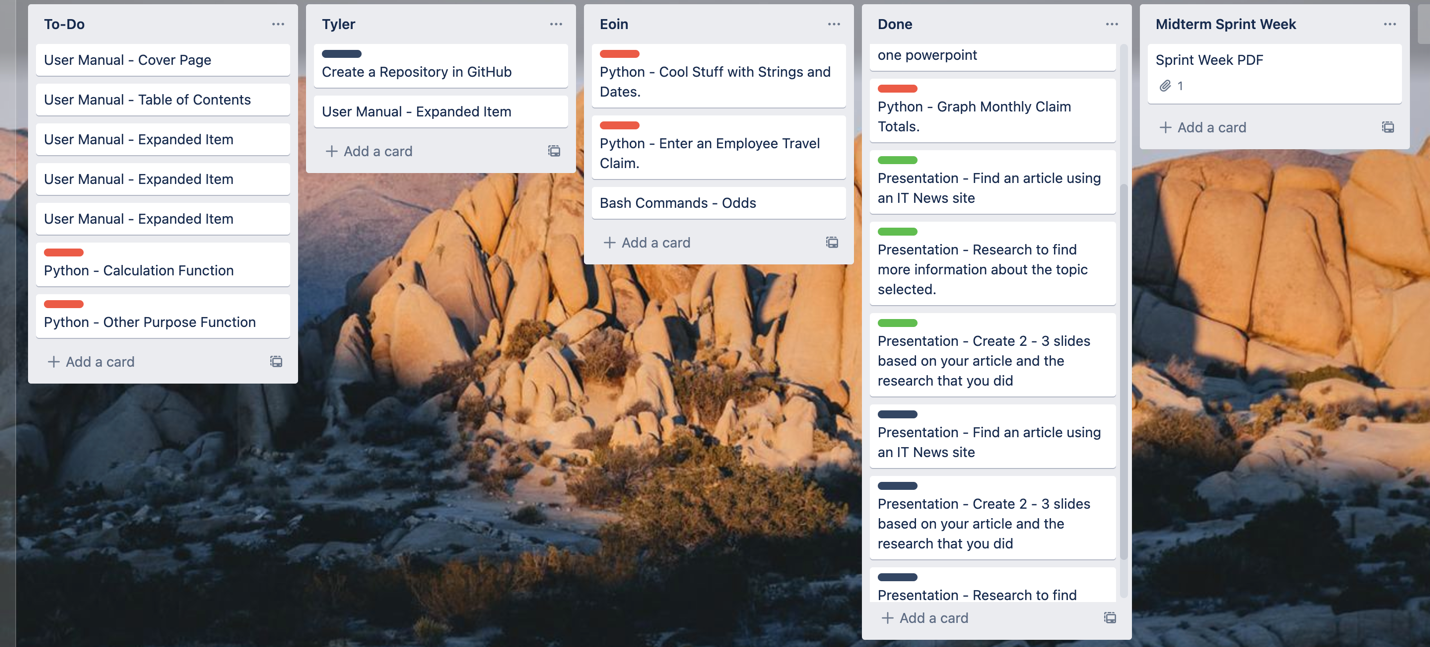 To-Do
User Manual - Cover Page
User Manual - Table of Contents
User Manual - Expanded Item
User Manual - Expanded Item
User Manual - Expanded Item
Python - Calculation Function
Python - Other Purpose Function
+ Add a card
Tyler
Create a Repository in GitHub
User Manual - Expanded Item
+ Add a card
Eoin
Python - Cool Stuff with Strings and
Dates.
Python - Enter an Employee Travel
Claim.
Bash Commands - Odds
+ Add a card
Done
one powerpoint
Python - Graph Monthly Claim
Totals.
Presentation - Find an article using
an IT News site
Presentation - Research to find
more information about the topic
selected.
Presentation - Create 2 - 3 slides
based on your article and the
research that you did
Presentation - Find an article using
an IT News site
Presentation - Create 2 - 3 slides
based on your article and the
research that you did
Presentation - Research to find
+ Add a card
Midterm Sprint Week
Sprint Week PDF
1
+ Add a card